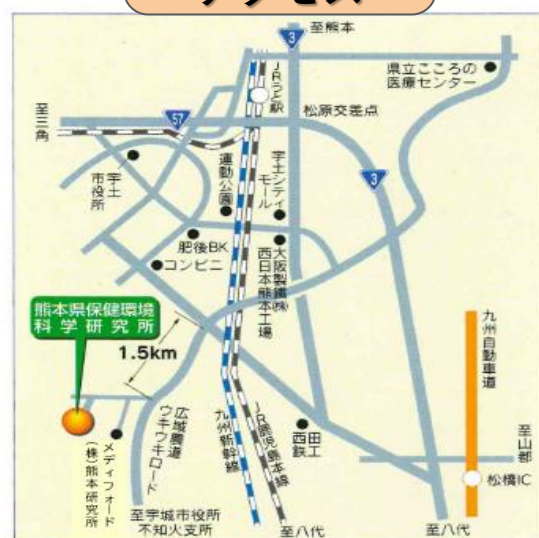 アクセス
至熊本
3
JRうと駅
県立こころの
医療センター
至三角
57
松原交差点
宇土
市役所
運動公園
宇土シティ
モール
3
肥後BK
コンビニ
大阪製鐵㈱
西日本熊本工場
熊本県保健環境
科学研究所
1.5km
九州自動車道
広域農道
ウキウキロード
メディフォード
(株)熊本研究所
九州新幹線
JR鹿児島本線
西田
鉄工
至山都
松橋IC
至宇城市役所
不知火支所
至八代
至八代